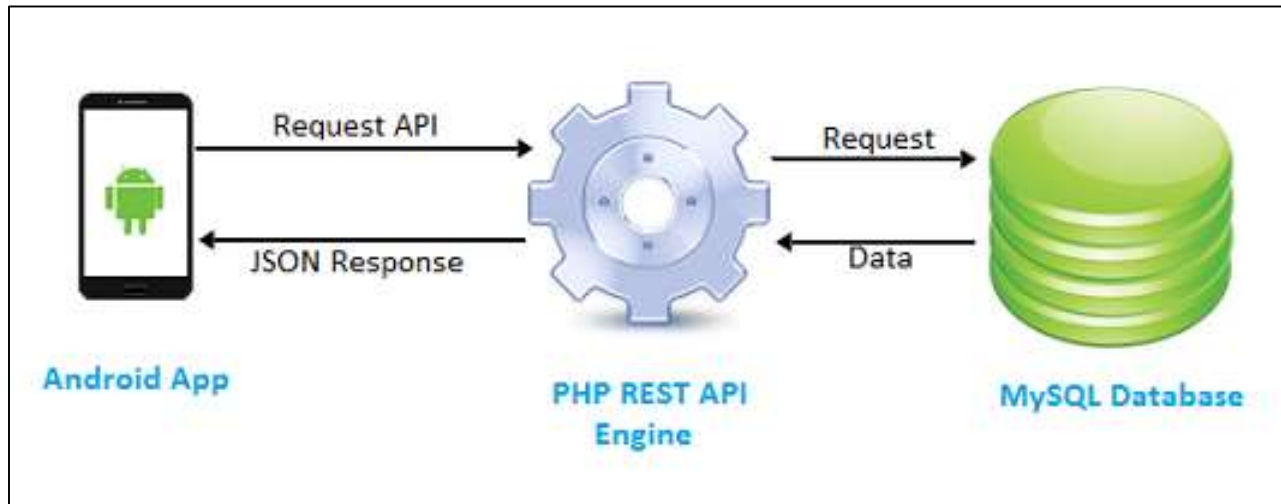 Request API
Request
JSON Response
Data
Android App
PHP REST API
Engine
MySQL Database